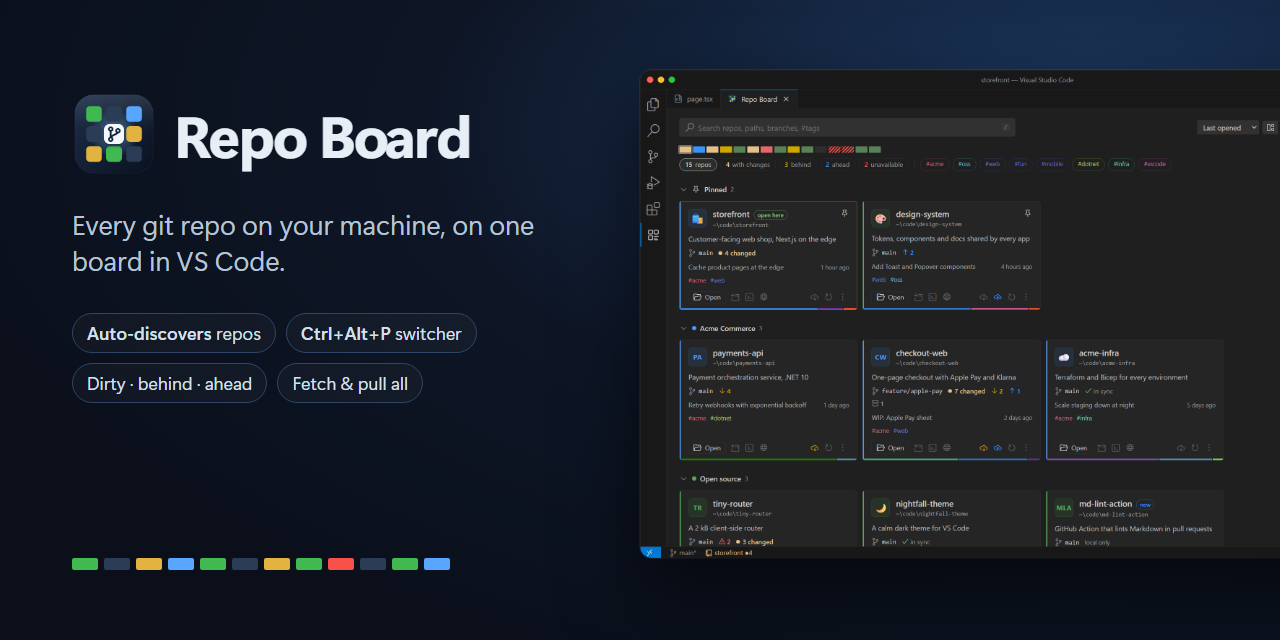 Repo Board
Every git repo on your machine, on one
board in VS Code.
Auto-discovers repos
Ctrl+Alt+P switcher
Dirty · behind · ahead
Fetch & pull all
storefront — Visual Studio Code
page.tsx
Repo Board
Search repos, paths, branches, #tags
/
Last opened
15 repos
4 with changes
3 behind
2 ahead
2 unavailable
#acme
#oss
#web
#fun
#mobile
#dotnet
#infra
#vscode
Pinned 2
storefront open here
~\code\storefront
Customer-facing web shop, Next.js on the edge
main 4 changed
Cache product pages at the edge 1 hour ago
#acme #web
Open
design-system
~\code\design-system
Tokens, components and docs shared by every app
main ↑ 2
Add Toast and Popover components 4 hours ago
#web #oss
Open
Acme Commerce 3
PA payments-api
~\code\payments-api
Payment orchestration service, .NET 10
main ↓ 4
Retry webhooks with exponential backoff 1 day ago
#acme #dotnet
Open
CW checkout-web
~\code\checkout-web
One-page checkout with Apple Pay and Klarna
feature/apple-pay 7 changed ↓ 2 ↑ 1
1
WIP: Apple Pay sheet 2 days ago
#acme #web
Open
acme-infra
~\code\acme-infra
Terraform and Bicep for every environment
main in sync
Scale staging down at night 5 days ago
#acme #infra
Open
Open source 3
TR tiny-router
~\code\tiny-router
A 2 kB client-side router
main 2 3 changed
nightfall-theme
~\code\nightfall-theme
A calm dark theme for VS Code
main in sync
MLA md-lint-action new
~\code\md-lint-action
GitHub Action that lints Markdown in pull requests
main local only
main* storefront ●4